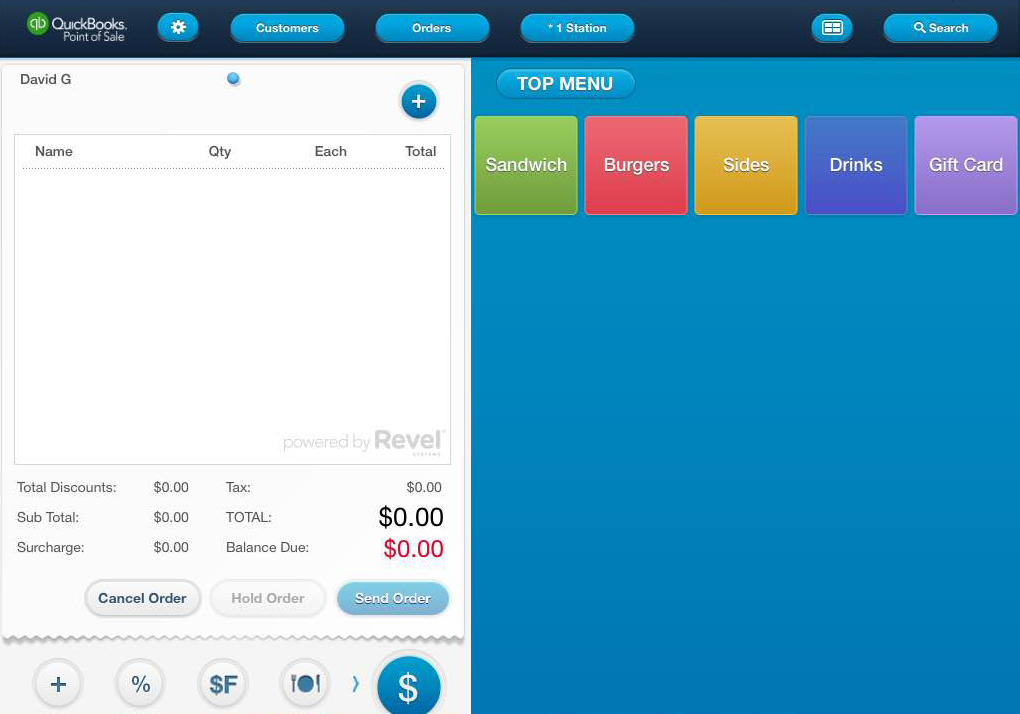 qb QuickBooks.
Point of Sale
Customers
Orders
* 1 Station
Search
David G
+
TOP MENU
Name Qty Each Total
Sandwich
Burgers
Sides
Drinks
Gift Card
powered by Revel
SYSTEMS
Total Discounts: $0.00 Tax: $0.00
Sub Total: $0.00 TOTAL: $0.00
Surcharge: $0.00 Balance Due: $0.00
Cancel Order Hold Order Send Order
+ % $F $